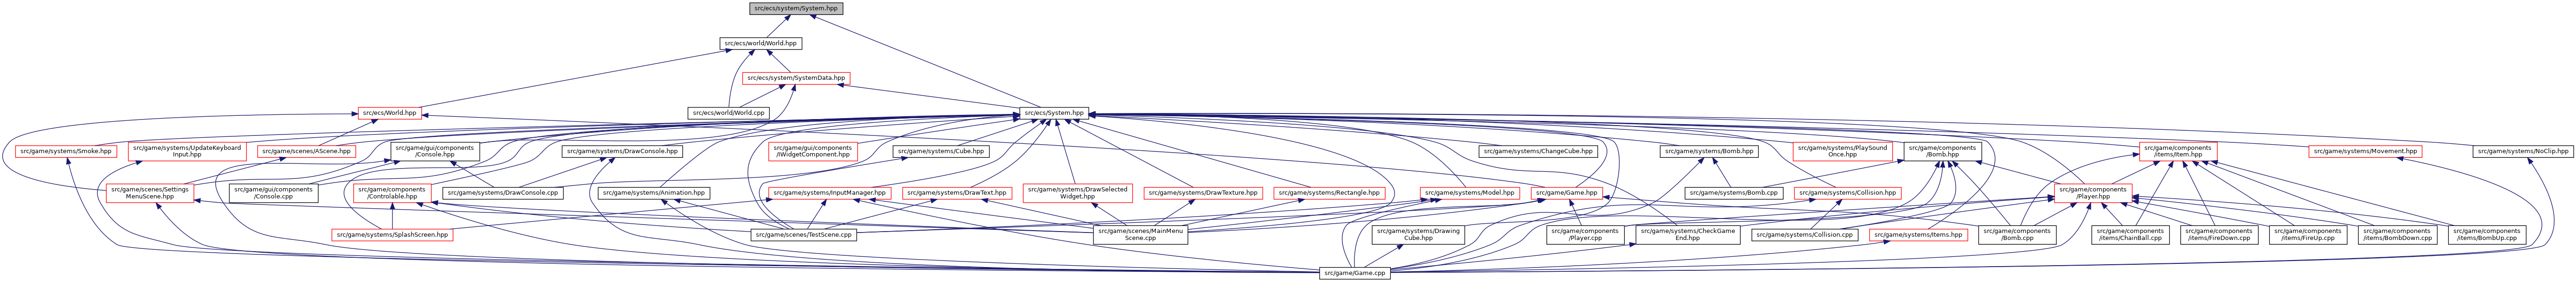 src/ecs/system/System.hpp
src/ecs/world/World.hpp
src/ecs/system/SystemData.hpp
src/ecs/World.hpp
src/ecs/world/World.cpp
src/ecs/System.hpp
src/game/systems/Smoke.hpp
src/game/systems/UpdateKeyboard
Input.hpp
src/game/scenes/AScene.hpp
src/game/gui/components
/Console.hpp
src/game/systems/DrawConsole.hpp
src/game/gui/components
/IWidgetComponent.hpp
src/game/systems/Cube.hpp
src/game/systems/ChangeCube.hpp
src/game/systems/Bomb.hpp
src/game/systems/PlaySound
Once.hpp
src/game/components
/Bomb.hpp
src/game/components
/items/Item.hpp
src/game/systems/Movement.hpp
src/game/systems/NoClip.hpp
src/game/scenes/Settings
MenuScene.hpp
src/game/gui/components
/Console.cpp
src/game/components
/Controlable.hpp
src/game/systems/DrawConsole.cpp
src/game/systems/Animation.hpp
src/game/systems/InputManager.hpp
src/game/systems/DrawText.hpp
src/game/systems/DrawSelected
Widget.hpp
src/game/systems/DrawTexture.hpp
src/game/systems/Rectangle.hpp
src/game/systems/Model.hpp
src/game/Game.hpp
src/game/systems/Bomb.cpp
src/game/systems/Collision.hpp
src/game/components
/Player.hpp
src/game/systems/SplashScreen.hpp
src/game/scenes/TestScene.cpp
src/game/scenes/MainMenu
Scene.cpp
src/game/systems/Drawing
Cube.hpp
src/game/components
/Player.cpp
src/game/systems/CheckGame
End.hpp
src/game/systems/Collision.cpp
src/game/systems/Items.hpp
src/game/components
/Bomb.cpp
src/game/components
/items/ChainBall.cpp
src/game/components
/items/FireDown.cpp
src/game/components
/items/FireUp.cpp
src/game/components
/items/BombDown.cpp
src/game/components
/items/BombUp.cpp
src/game/Game.cpp